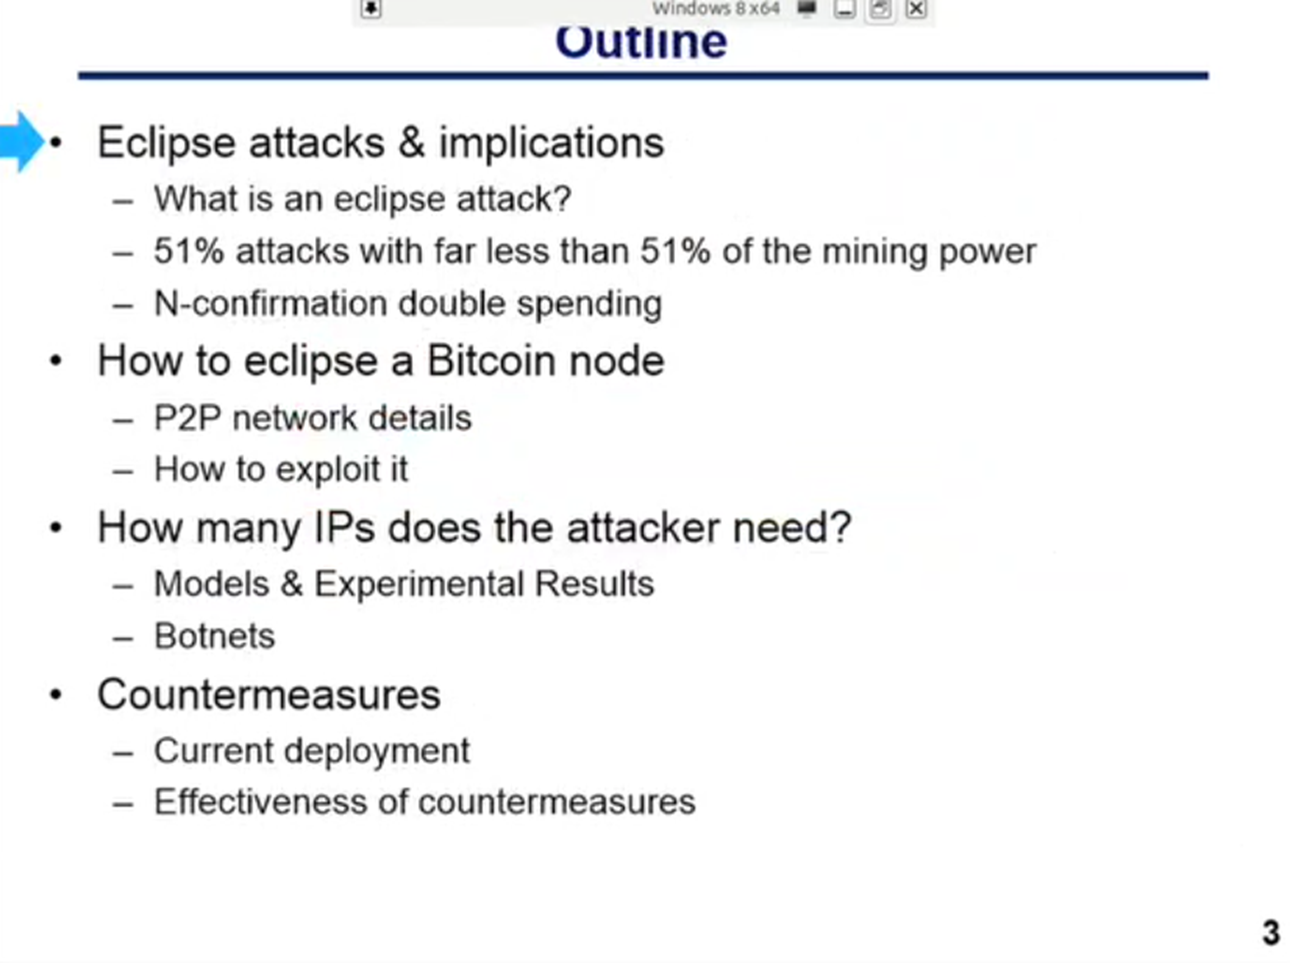 Windows 8 x64
Outline
• Eclipse attacks & implications
– What is an eclipse attack?
– 51% attacks with far less than 51% of the mining power
– N-confirmation double spending
• How to eclipse a Bitcoin node
– P2P network details
– How to exploit it
• How many IPs does the attacker need?
– Models & Experimental Results
– Botnets
• Countermeasures
– Current deployment
– Effectiveness of countermeasures
3